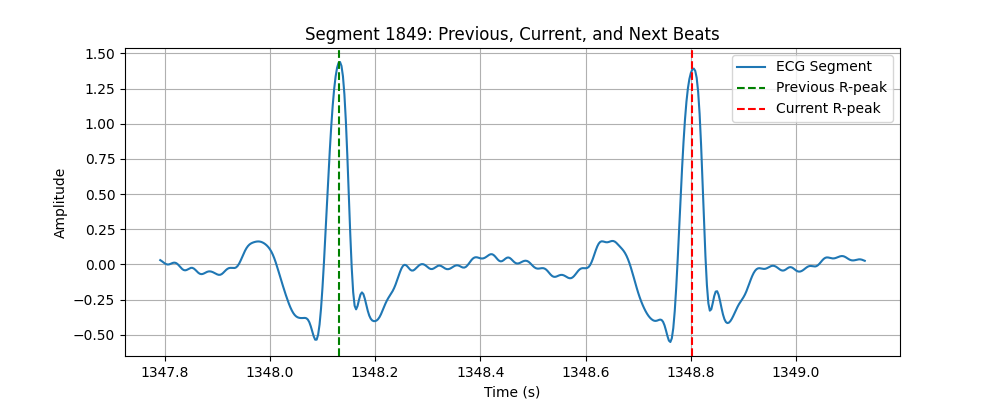 Segment 1849: Previous, Current, and Next Beats
1.50
1.25
1.00
0.75
0.50
0.25
0.00
−0.25
−0.50
Amplitude
ECG Segment
Previous R-peak
Current R-peak
1347.8 1348.0 1348.2 1348.4 1348.6 1348.8 1349.0
Time (s)